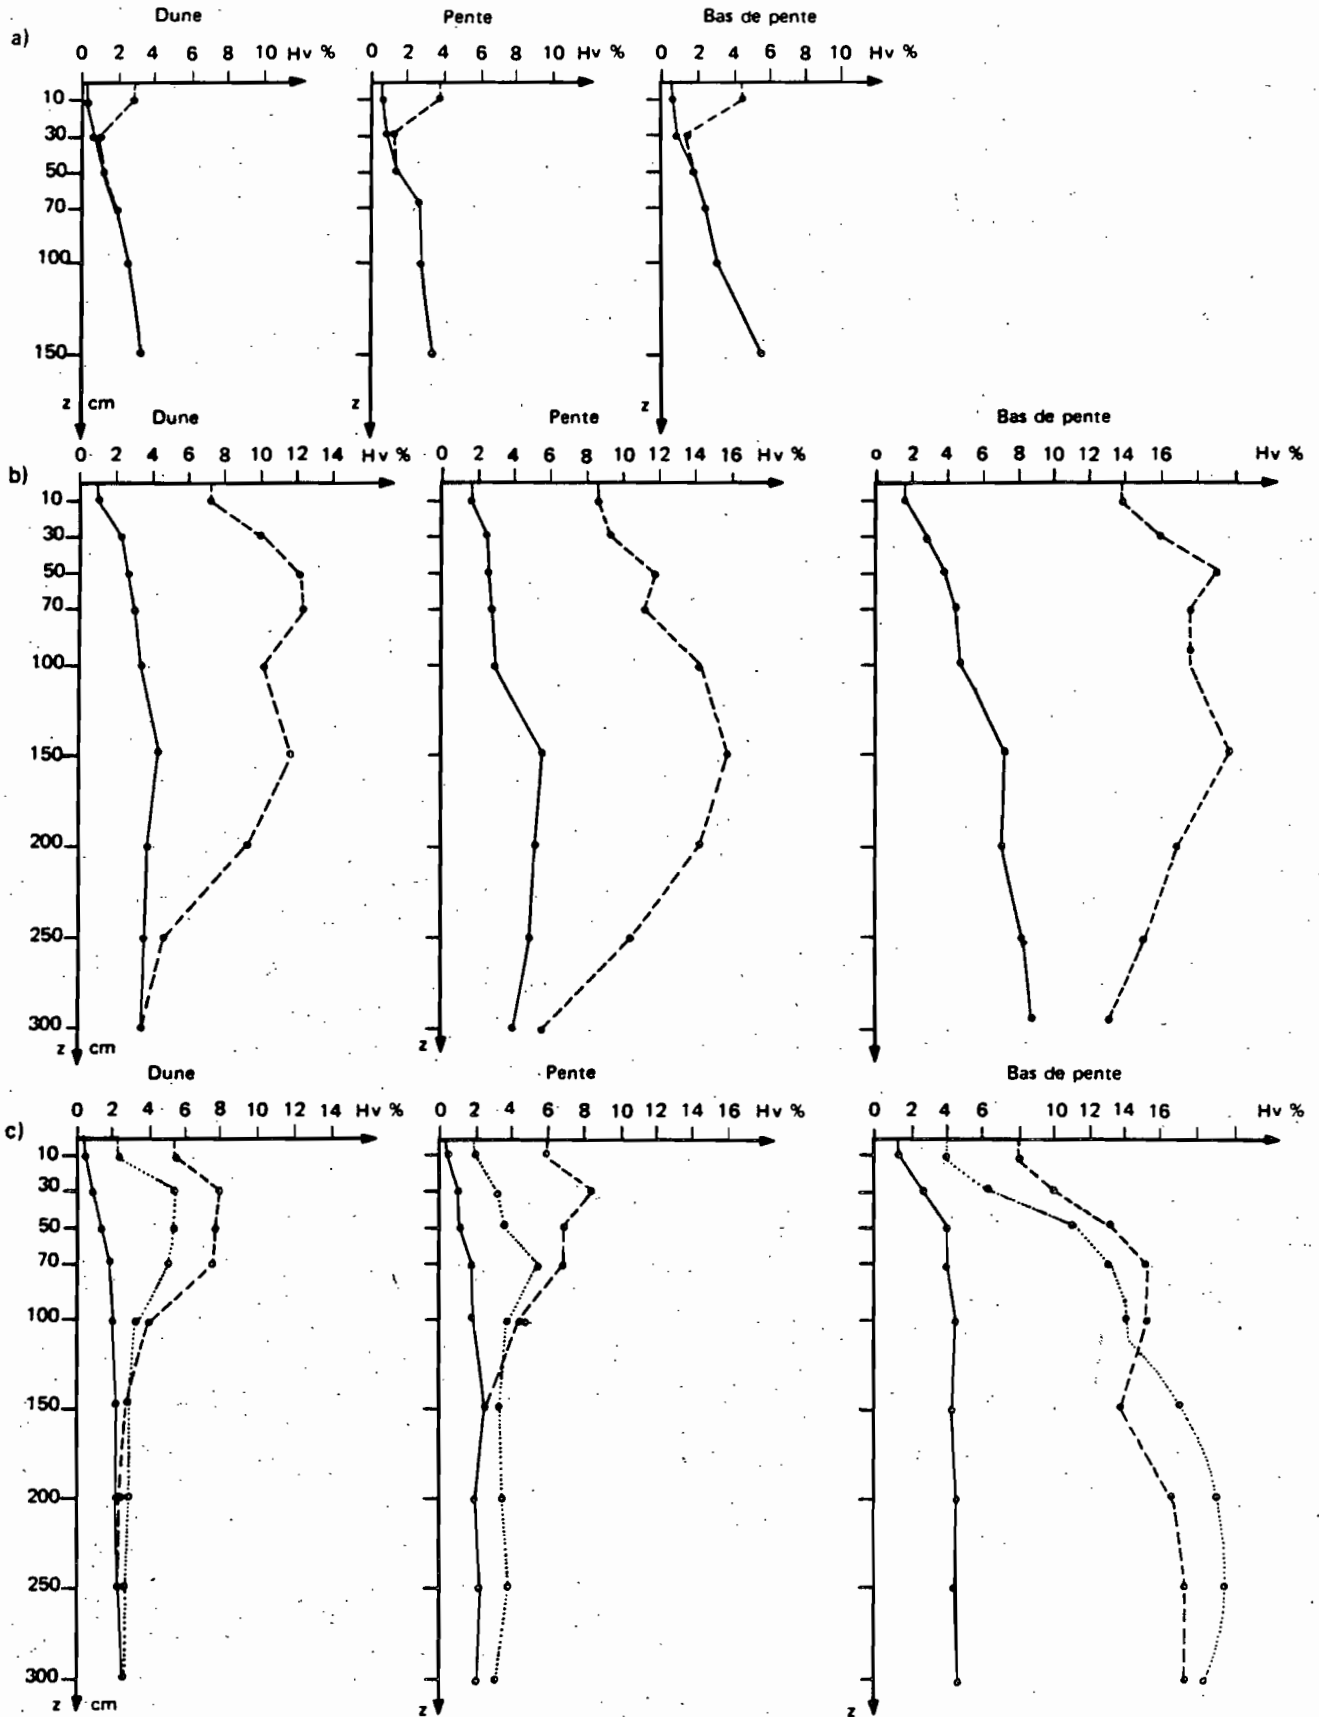 Dune Pente Bas de pente
a)
0 2 4 6 8 10 Hv % 0 2 4 6 8 10 Hv % 0 2 4 6 8 10 Hv %
10
30
50
70
100
150
z cm z z
Dune Pente Bas de pente
b)
0 2 4 6 8 10 12 14 Hv % 0 2 4 6 8 10 12 14 16 Hv % 0 2 4 6 8 10 14 16 Hv %
10
30
50
70
100
150
200
250
300
z cm z
Dune Pente Bas de pente
c)
0 2 4 6 8 10 12 14 Hv % 0 2 4 6 8 10 12 14 16 Hv % 0 2 4 6 10 12 14 16 Hv %
10
30
50
70
100
150
200
250
300
z cm z z